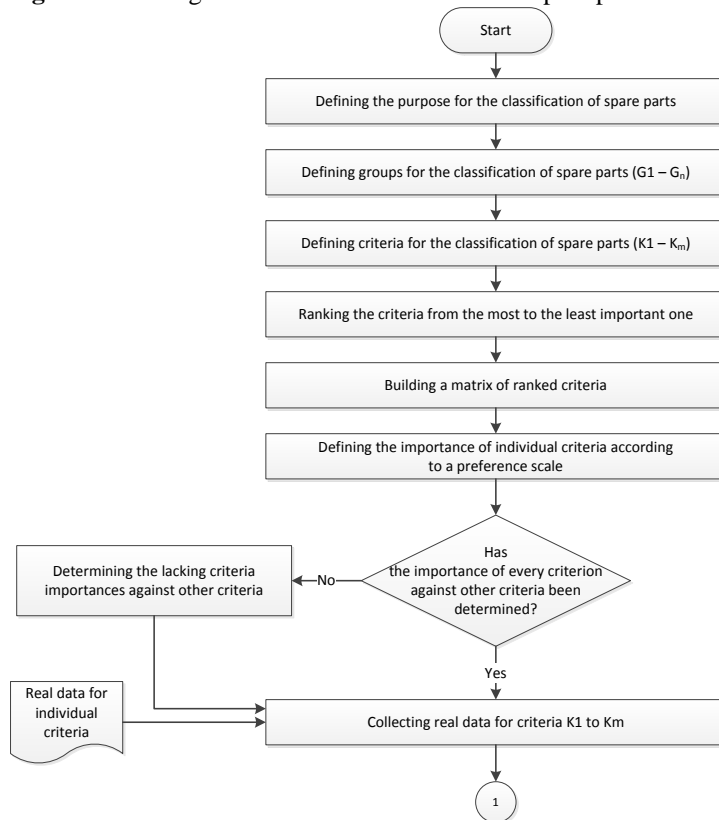 Start
Defining the purpose for the classification of spare parts
Defining groups for the classification of spare parts (G1 – Gn)
Defining criteria for the classification of spare parts (K1 – Km)
Ranking the criteria from the most to the least important one
Building a matrix of ranked criteria
Defining the importance of individual criteria according
to a preference scale
Has
the importance of every criterion
against other criteria been
determined?
No
Determining the lacking criteria
importances against other criteria
Yes
Real data for
individual
criteria
Collecting real data for criteria K1 to Km
1